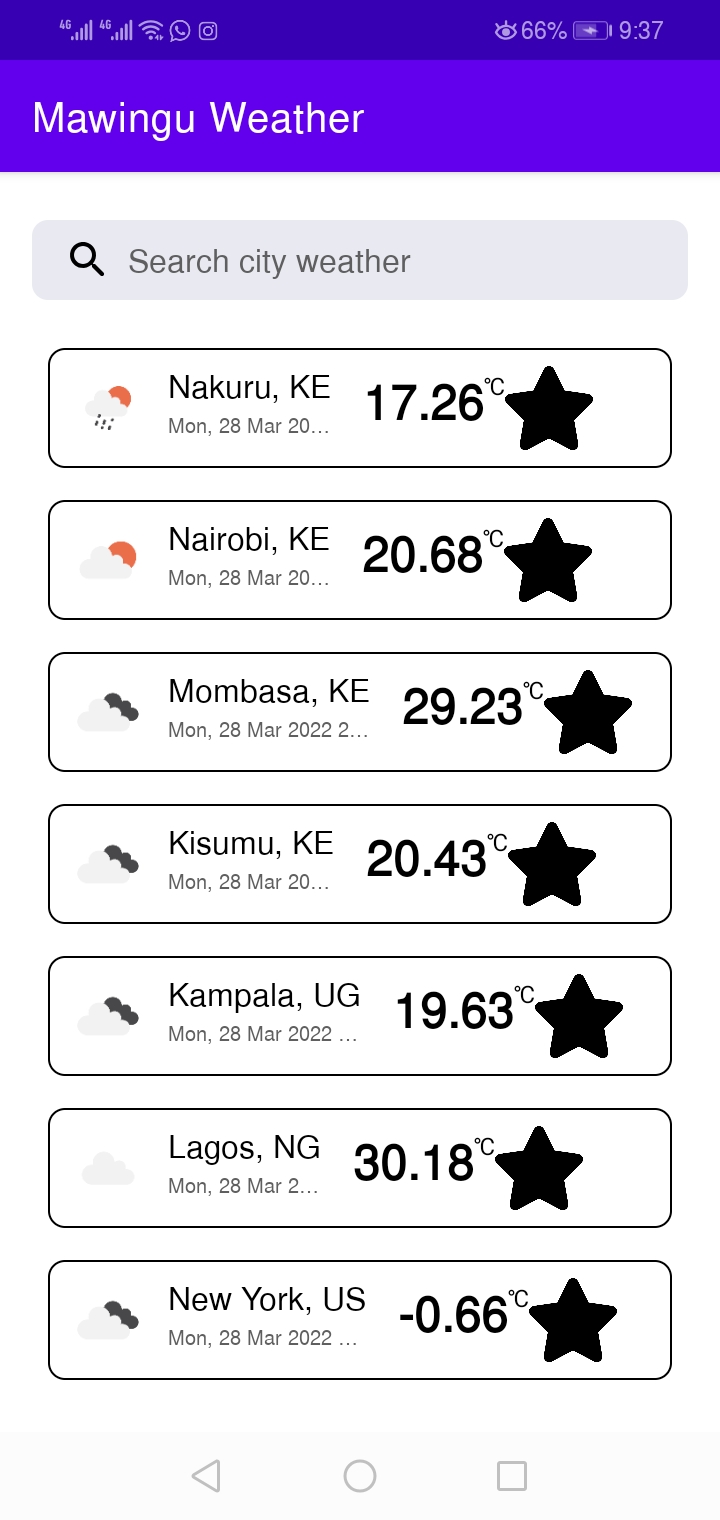 4G 4G 66% 9:37
Mawingu Weather
Search city weather
Nakuru, KE
Mon, 28 Mar 20...
17.26°C
Nairobi, KE
Mon, 28 Mar 20...
20.68°C
Mombasa, KE
Mon, 28 Mar 2022 2...
29.23°C
Kisumu, KE
Mon, 28 Mar 20...
20.43°C
Kampala, UG
Mon, 28 Mar 2022 ...
19.63°C
Lagos, NG
Mon, 28 Mar 2...
30.18°C
New York, US
Mon, 28 Mar 2022 ...
-0.66°C